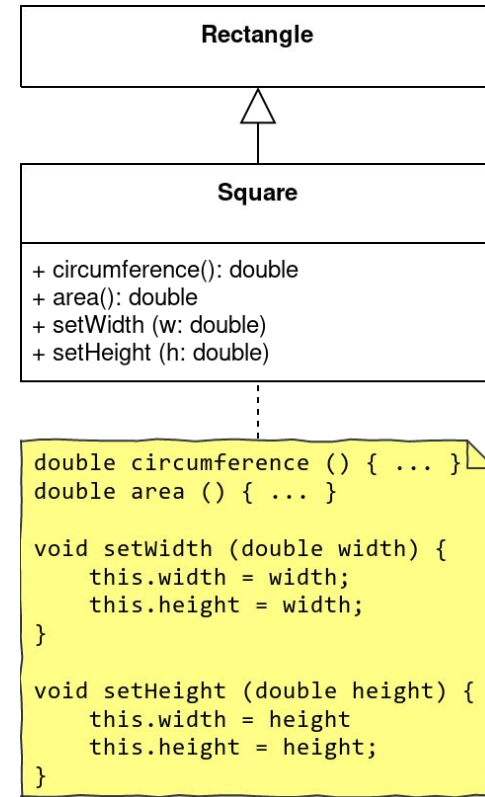 Rectangle
Square
+ circumference(): double
+ area(): double
+ setWidth (w: double)
+ setHeight (h: double)
double circumference () { ... }
double area () { ... }
void setWidth (double width) {
    this.width = width;
    this.height = width;
}
void setHeight (double height) {
    this.width = height
    this.height = height;
}